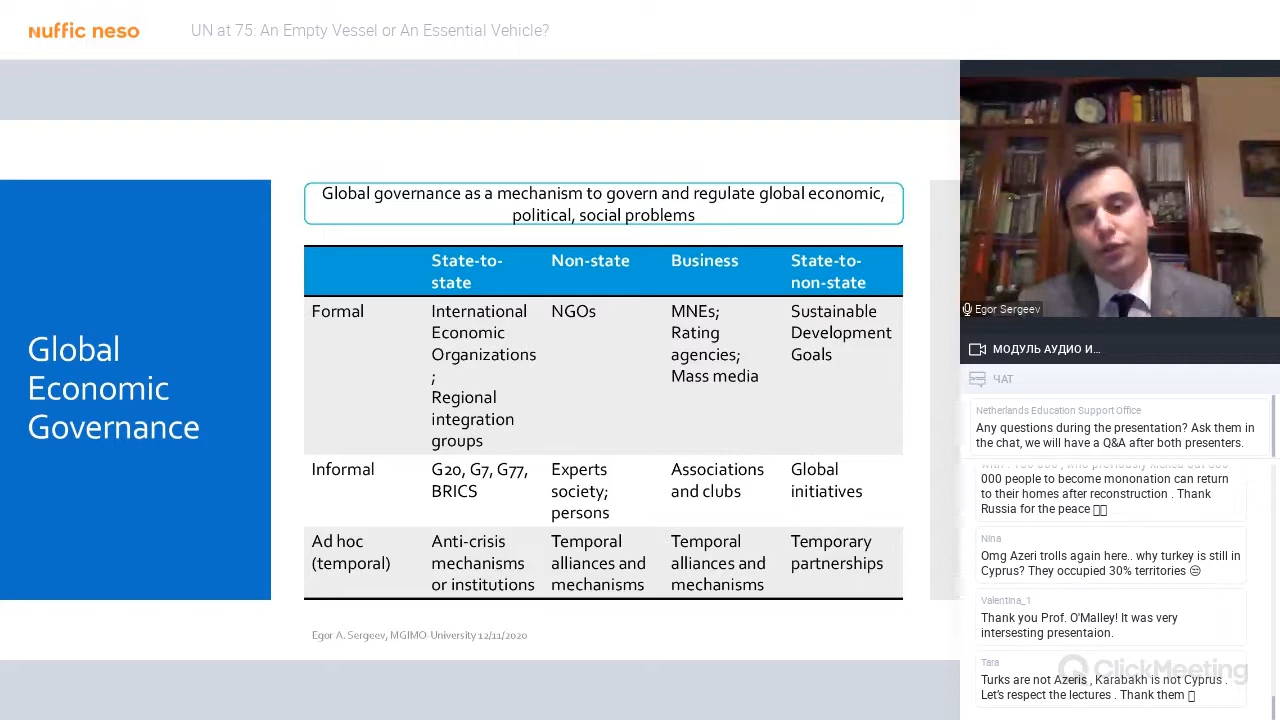 Nuffic neso
UN at 75: An Empty Vessel or An Essential Vehicle?
Global
Economic
Governance
Global governance as a mechanism to govern and regulate global economic,
political, social problems
State-to-
state
Non-state
Business
State-to-
non-state
Formal
International
Economic
Organizations
;
Regional
integration
groups
NGOs
MNEs;
Rating
agencies;
Mass media
Sustainable
Development
Goals
Informal
G20, G7, G77,
BRICS
Experts
society;
persons
Associations
and clubs
Global
initiatives
Ad hoc
(temporal)
Anti-crisis
mechanisms
or institutions
Temporal
alliances and
mechanisms
Temporal
alliances and
mechanisms
Temporary
partnerships
Egor A. Sergeev, MGIMO-University 12/11/2020
Egor Sergeev
МОДУЛЬ АУДИО И...
ЧАТ
Netherlands Education Support Office
Any questions during the presentation? Ask them in
the chat, we will have a Q&A after both presenters.
000 people to become mononation can return
to their homes after reconstruction . Thank
Russia for the peace
Nina
Omg Azeri trolls again here.. why turkey is still in
Cyprus? They occupied 30% territories 😒
Valentina_1
Thank you Prof. O'Malley! It was very
intersesting presentaion.
Tara
Turks are not Azeris , Karabakh is not Cyprus .
Let's respect the lectures . Thank them
ClickMeeting